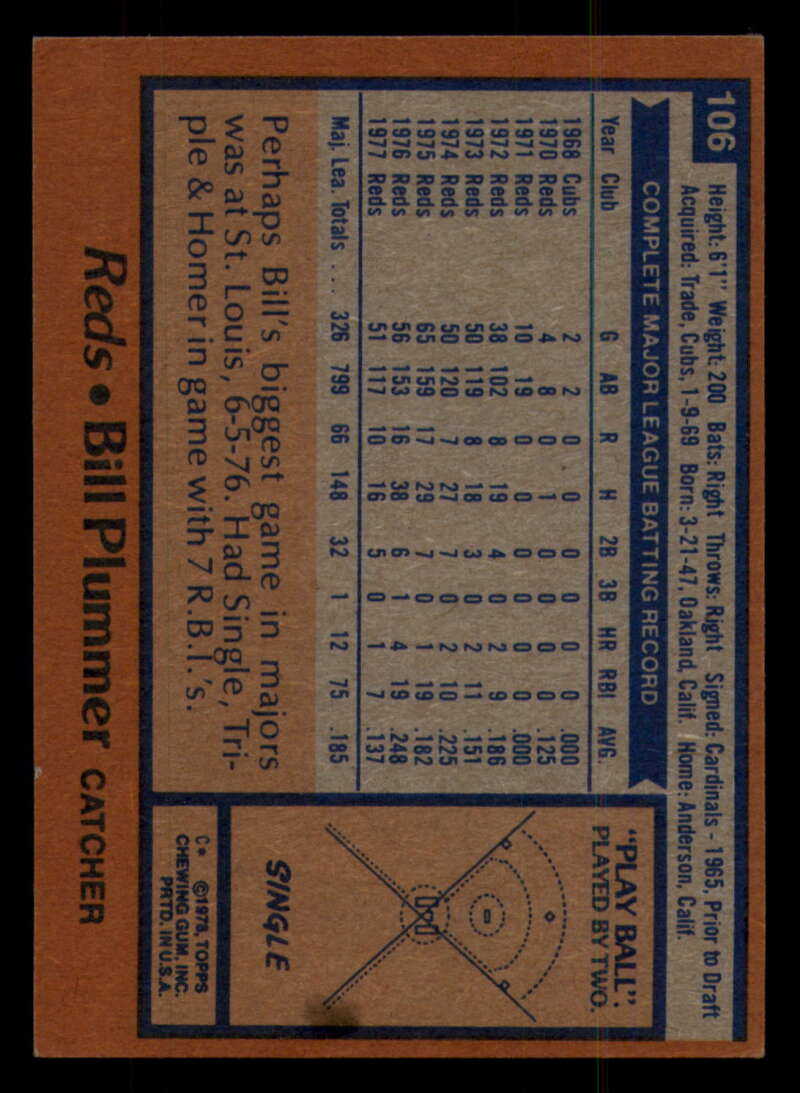 106
Height: 6'1" Weight: 200 Bats: Right Throws: Right Signed: Cardinals - 1965, Prior to Draft
Acquired: Trade, Cubs, 1-9-69 Born: 3-21-47, Oakland, Calif. Home: Anderson, Calif.
COMPLETE MAJOR LEAGUE BATTING RECORD
Year Club G AB R H 2B 3B HR RBI AVG.
1968 Cubs 2 2 0 0 0 0 0 0 .000
1970 Reds 4 8 0 1 0 0 0 0 .125
1971 Reds 10 19 0 0 0 0 0 0 .000
1972 Reds 38 102 8 19 4 0 2 9 .186
1973 Reds 50 119 8 18 3 0 2 11 .151
1974 Reds 50 120 7 27 7 0 2 10 .225
1975 Reds 65 159 17 29 7 0 1 19 .182
1976 Reds 56 153 16 38 6 1 4 19 .248
1977 Reds 51 117 10 16 5 0 1 7 .137
Maj. Lea. Totals .... 326 799 66 148 32 1 12 75 .185
Perhaps Bill's biggest game in majors
was at St. Louis, 6-5-76. Had Single, Tri-
ple & Homer in game with 7 R.B.I.'s.
"PLAY BALL".
PLAYED BY TWO.
SINGLE
C* ©1978, TOPPS
CHEWING GUM, INC.
PRTD. IN U.S.A.
Reds • Bill Plummer CATCHER